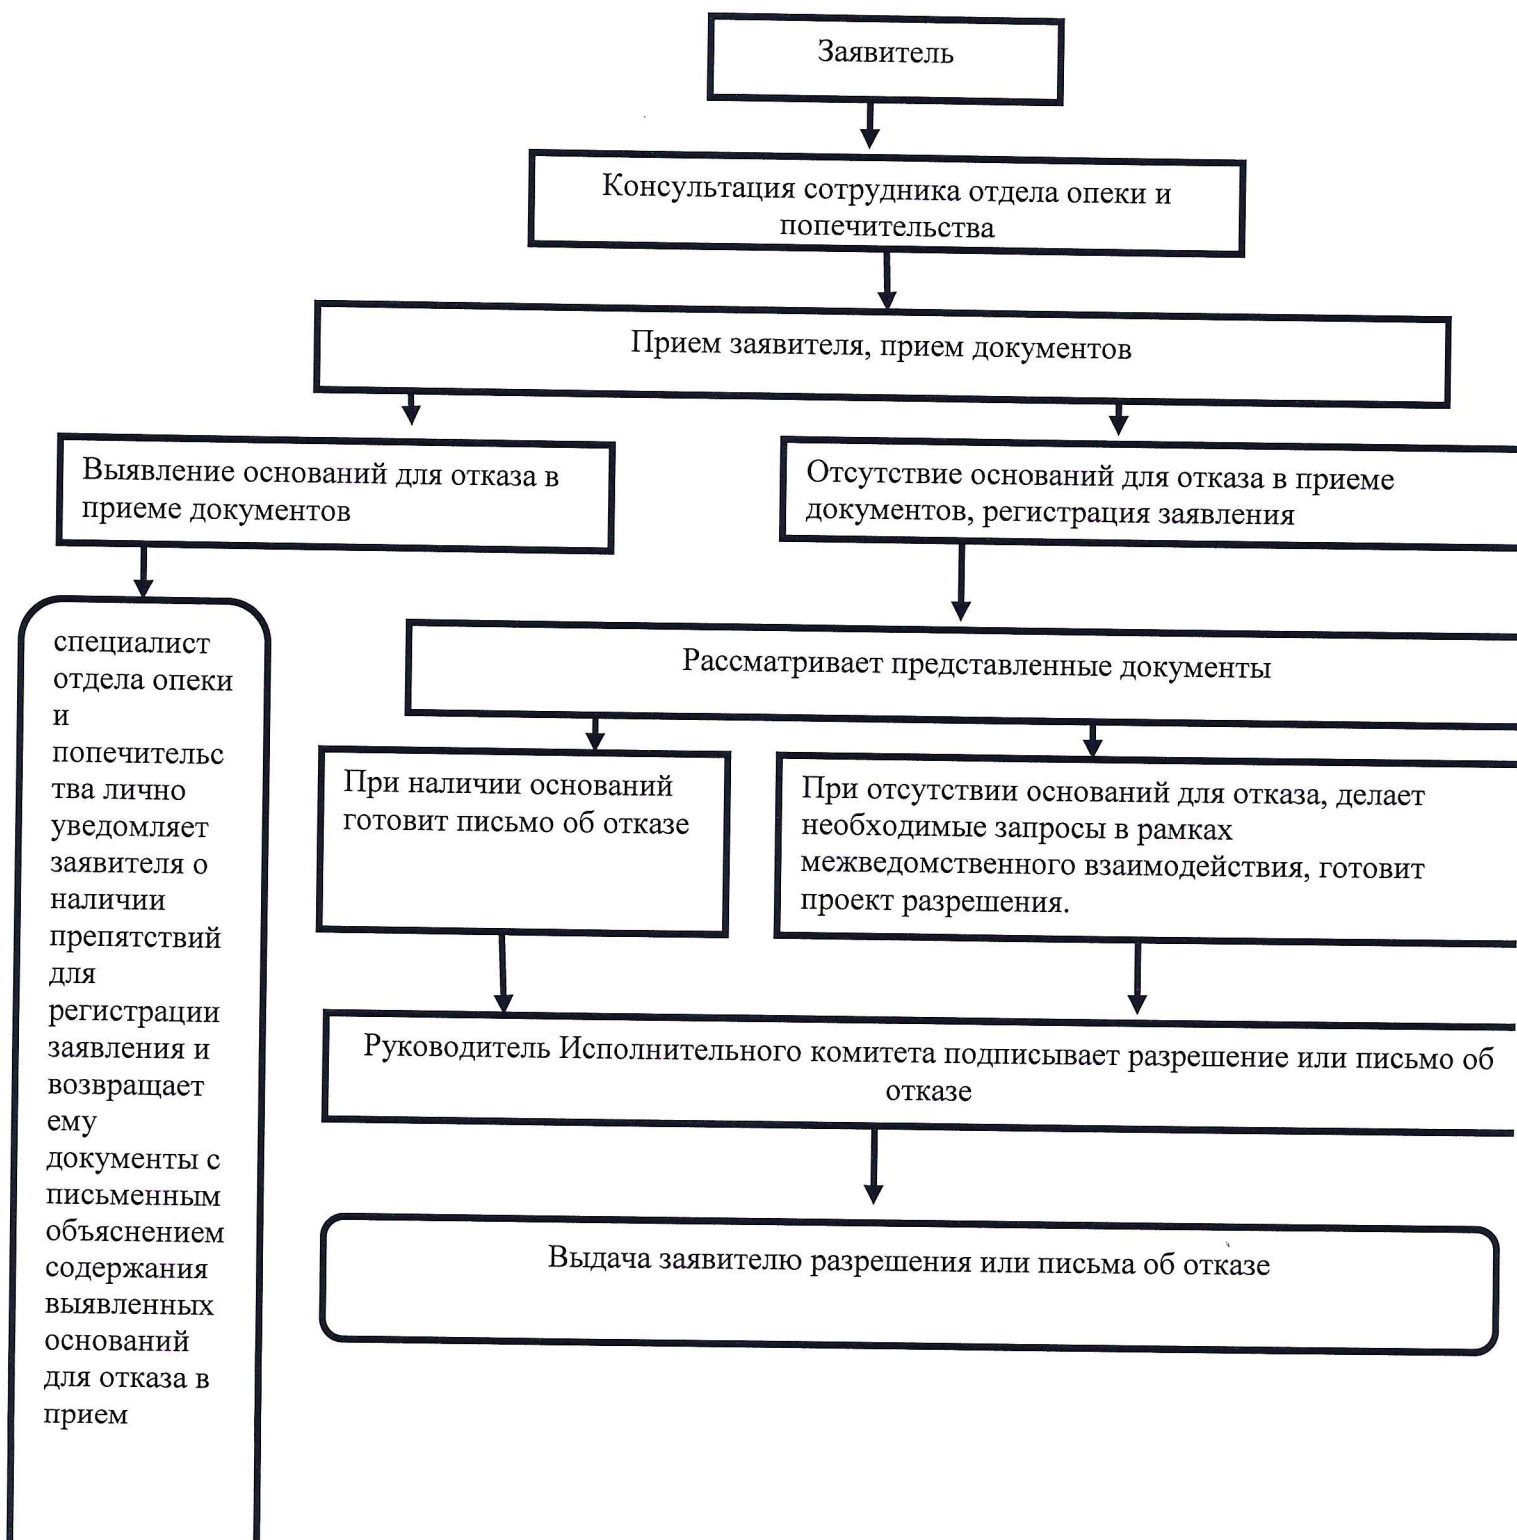 Заявитель
Консультация сотрудника отдела опеки и
попечительства
Прием заявителя, прием документов
Выявление оснований для отказа в
приеме документов
Отсутствие оснований для отказа в приеме
документов, регистрация заявления
специалист
отдела опеки
и
попечительс
тва лично
уведомляет
заявителя о
наличии
препятствий
для
регистрации
заявления и
возвращает
ему
документы с
письменным
объяснением
содержания
выявленных
оснований
для отказа в
прием
Рассматривает представленные документы
При наличии оснований
готовит письмо об отказе
При отсутствии оснований для отказа, делает
необходимые запросы в рамках
межведомственного взаимодействия, готовит
проект разрешения.
Руководитель Исполнительного комитета подписывает разрешение или письмо об
отказе
Выдача заявителю разрешения или письма об отказе